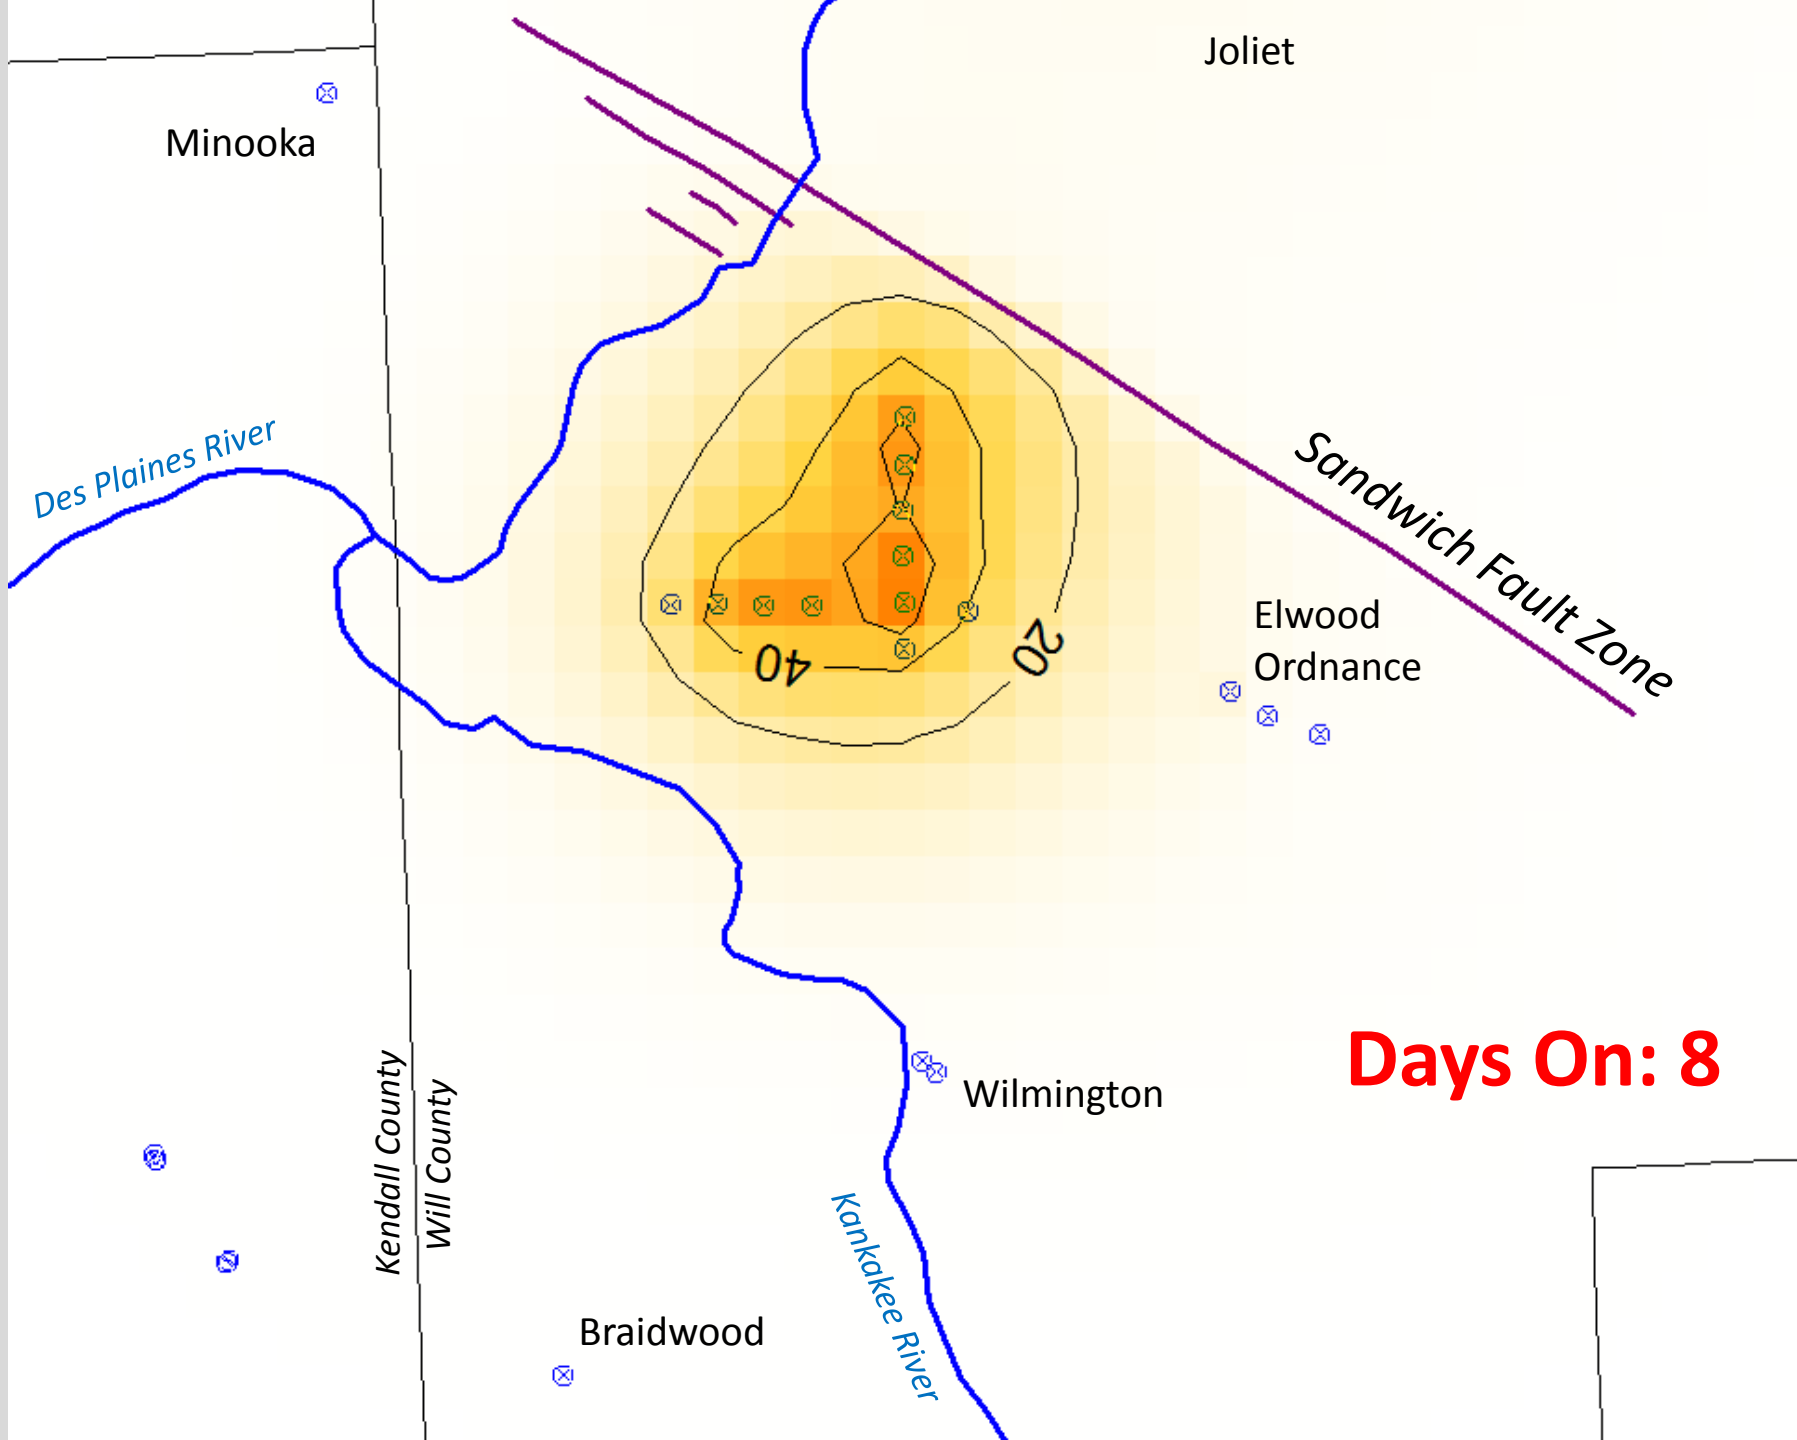 Joliet
Minooka
Des Plaines River
Sandwich Fault Zone
40
20
Elwood
Ordnance
Days On: 8
Wilmington
Kendall County
Will County
Kankakee River
Braidwood